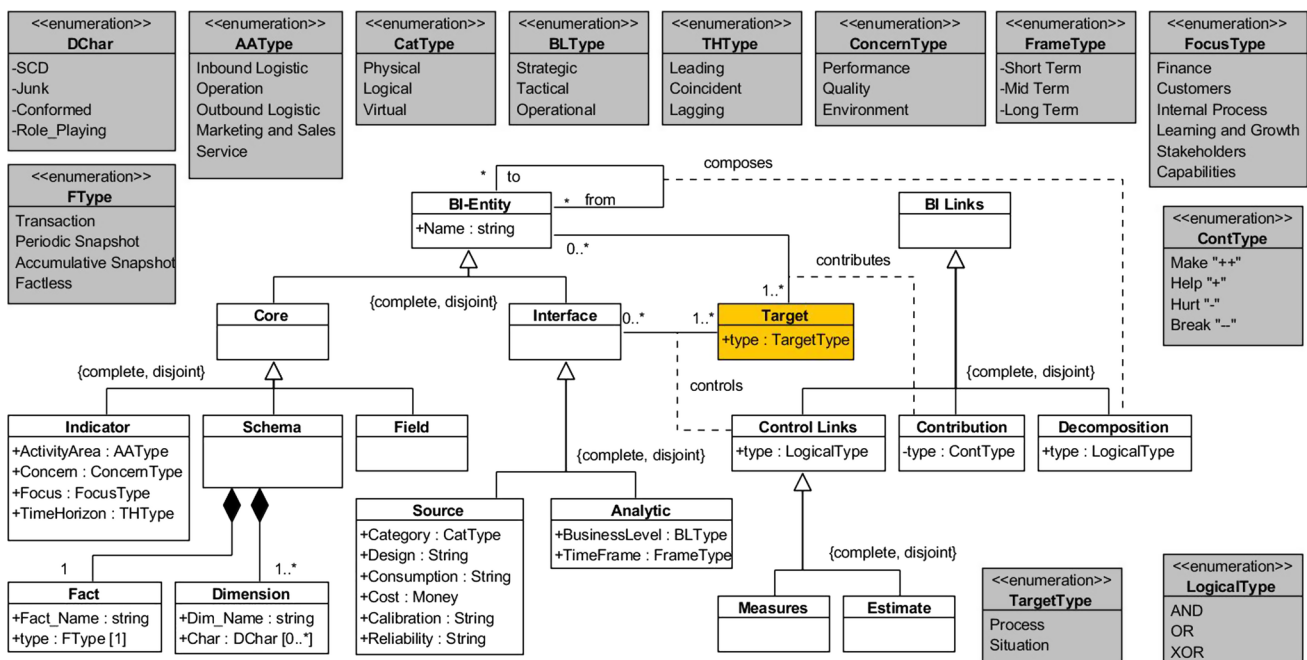 <<enumeration>>
DChar
-SCD
-Junk
-Conformed
-Role_Playing
<<enumeration>>
AAType
Inbound Logistic
Operation
Outbound Logistic
Marketing and Sales
Service
<<enumeration>>
CatType
Physical
Logical
Virtual
<<enumeration>>
BLType
Strategic
Tactical
Operational
<<enumeration>>
THType
Leading
Coincident
Lagging
<<enumeration>>
ConcernType
Performance
Quality
Environment
<<enumeration>>
FrameType
-Short Term
-Mid Term
-Long Term
<<enumeration>>
FocusType
Finance
Customers
Internal Process
Learning and Growth
Stakeholders
Capabilities
<<enumeration>>
FType
Transaction
Periodic Snapshot
Accumulative Snapshot
Factless
composes
* to
* from
BI-Entity
+Name : string
0..*
BI Links
<<enumeration>>
ContType
Make "++"
Help "+"
Hurt "-"
Break "--"
contributes
1..*
{complete, disjoint}
Core
Interface
0..*
1..*
Target
+type : TargetType
controls
{complete, disjoint}
{complete, disjoint}
Indicator
+ActivityArea : AAType
+Concern : ConcernType
+Focus : FocusType
+TimeHorizon : THType
Schema
Field
Control Links
+type : LogicalType
Contribution
-type : ContType
Decomposition
+type : LogicalType
{complete, disjoint}
Source
+Category : CatType
+Design : String
+Consumption : String
+Cost : Money
+Calibration : String
+Reliability : String
Analytic
+BusinessLevel : BLType
+TimeFrame : FrameType
{complete, disjoint}
1
1..*
Fact
+Fact_Name : string
+type : FType [1]
Dimension
+Dim_Name : string
+Char : DChar [0..*]
Measures
Estimate
<<enumeration>>
TargetType
Process
Situation
<<enumeration>>
LogicalType
AND
OR
XOR